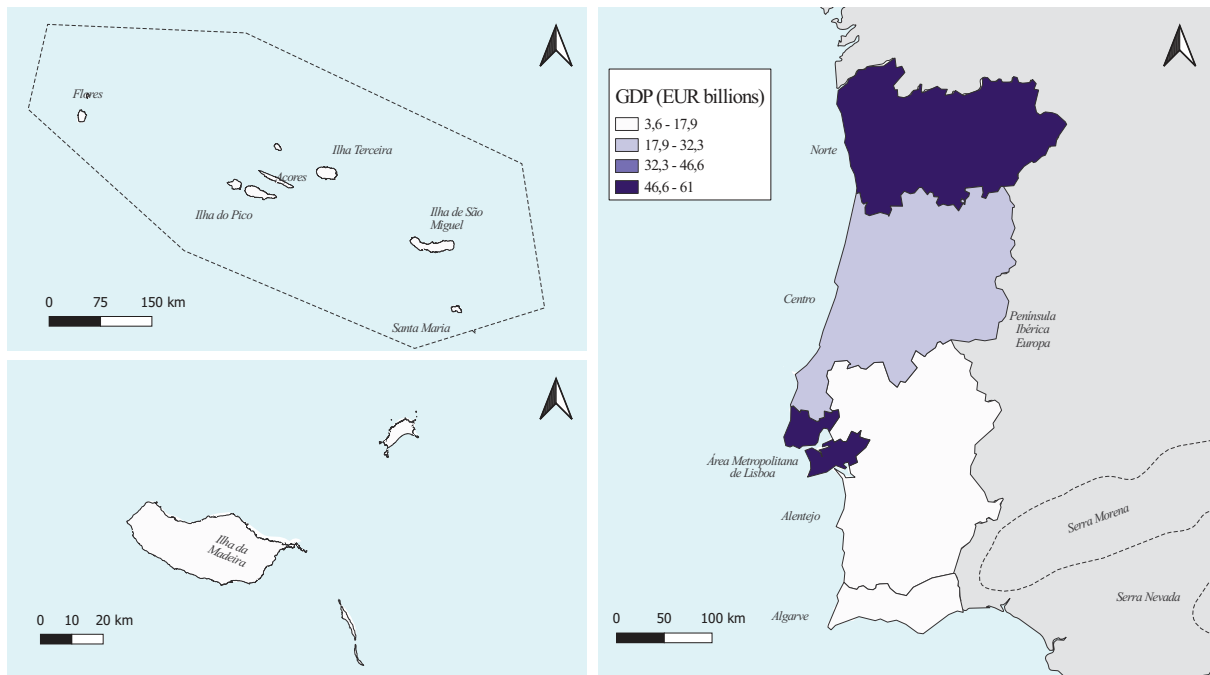 Flores
Ilha Terceira
Açores
Ilha do Pico
Ilha de São
Miguel
0 75 150 km
Santa Maria
Ilha da
Madeira
0 10 20 km
GDP (EUR billions)
3,6 - 17,9
17,9 - 32,3
32,3 - 46,6
46,6 - 61
Norte
Centro
Península
Ibérica
Europa
Área Metropolitana
de Lisboa
Alentejo
Serra Morena
Serra Nevada
Algarve
0 50 100 km